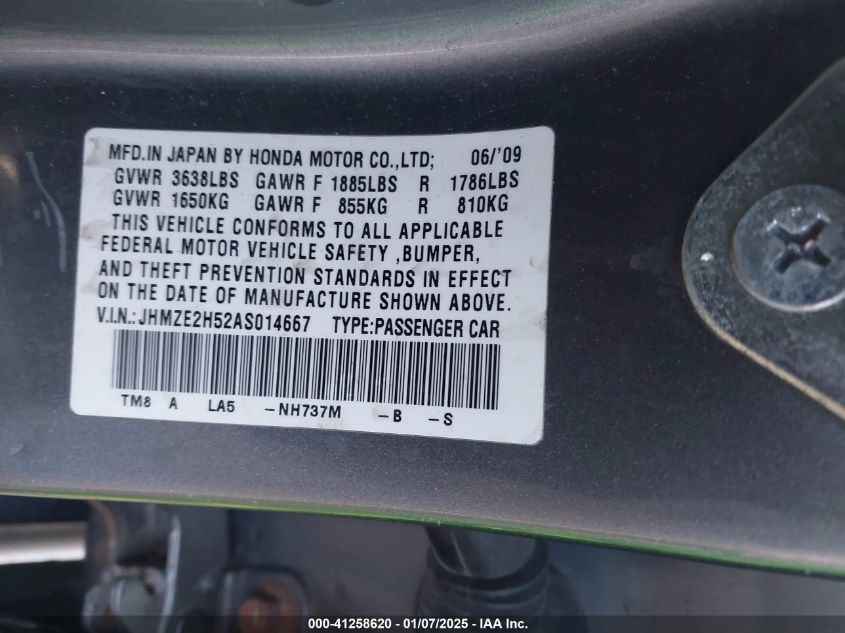 MFD.IN JAPAN BY HONDA MOTOR CO.,LTD; 06/'09
GVWR 3638LBS GAWR F 1885LBS R 1786LBS
GVWR 1650KG GAWR F 855KG R 810KG
THIS VEHICLE CONFORMS TO ALL APPLICABLE
FEDERAL MOTOR VEHICLE SAFETY ,BUMPER,
AND THEFT PREVENTION STANDARDS IN EFFECT
ON THE DATE OF MANUFACTURE SHOWN ABOVE.
V.I.N.:JHMZE2H52AS014667 TYPE:PASSENGER CAR
TM8 A LA5 -NH737M -B -S
000-41258620 - 01/07/2025 - IAA Inc.